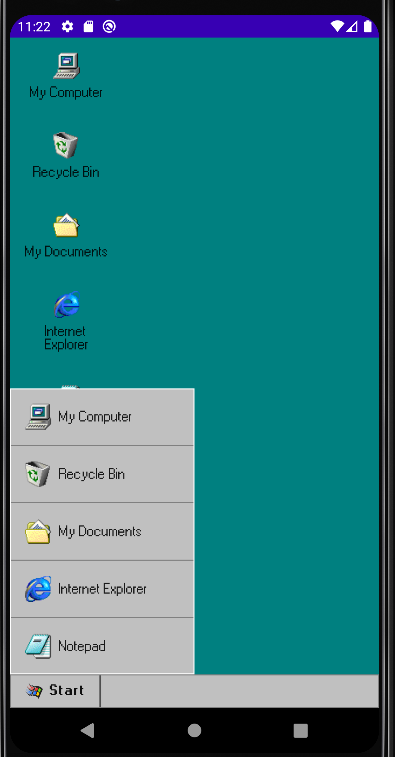 11:22
My Computer
Recycle Bin
My Documents
Internet
Explorer
My Computer
Recycle Bin
My Documents
Internet Explorer
Notepad
Start